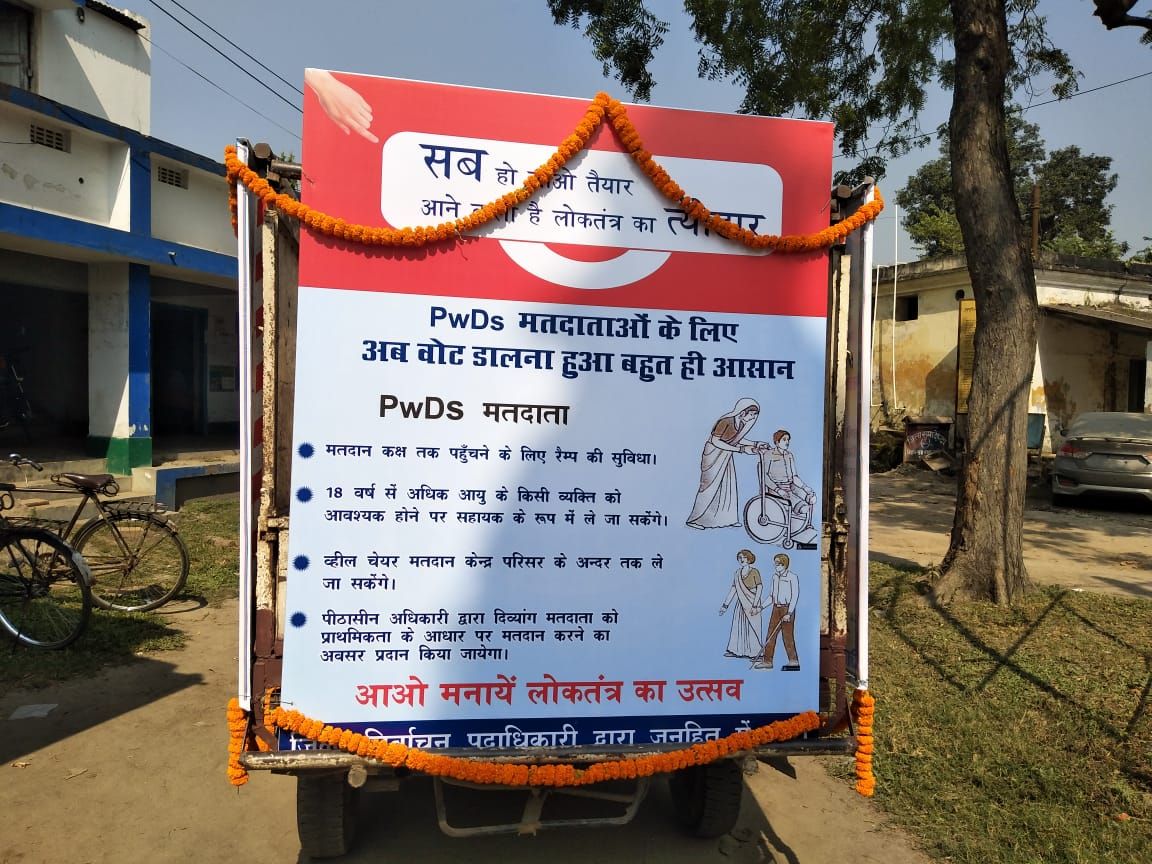 सब हो जाओ तैयार
आने वाला है लोकतंत्र का त्योहार
PwDs मतदाताओं के लिए
अब वोट डालना हुआ बहुत ही आसान
PwDs मतदाता
मतदान कक्ष तक पहुँचने के लिए रैम्प की सुविधा।
18 वर्ष सें अधिक आयु के किसी व्यक्ति को
आवश्यक होने पर सहायक के रूप में ले जा सकेंगे।
व्हील चेयर मतदान केन्द्र परिसर के अन्दर तक ले
जा सकेंगे।
पीठासीन अधिकारी द्वारा दिव्यांग मतदाता को
प्राथमिकता के आधार पर मतदान करने का
अवसर प्रदान किया जायेगा।
आओ मनायें लोकतंत्र का उत्सव
निर्वाचन पदाधिकारी द्वारा जनहित में